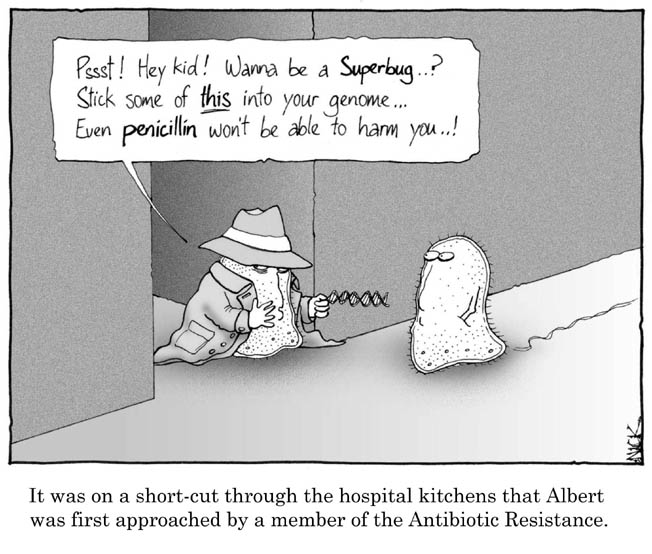 Pssst! Hey kid! Wanna be a Superbug..?
Stick some of this into your genome...
Even penicillin won't be able to harm you..!
NICK
It was on a short-cut through the hospital kitchens that Albert
was first approached by a member of the Antibiotic Resistance.